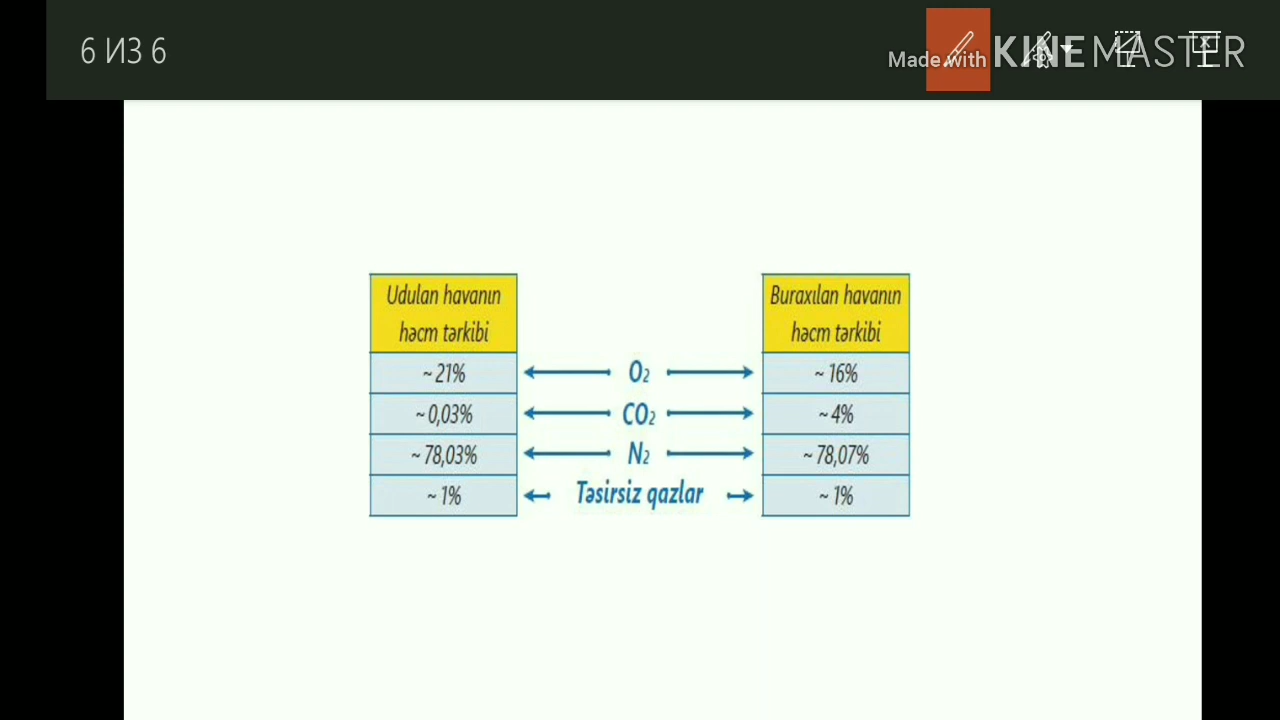 6 ИЗ 6
Made with KINEMASTER
Udulan havanın
həcm tərkibi
Buraxılan havanın
həcm tərkibi
~ 21% O₂ ~ 16%
~ 0,03% CO₂ ~ 4%
~ 78,03% N₂ ~ 78,07%
~ 1% Təsirsiz qazlar ~ 1%